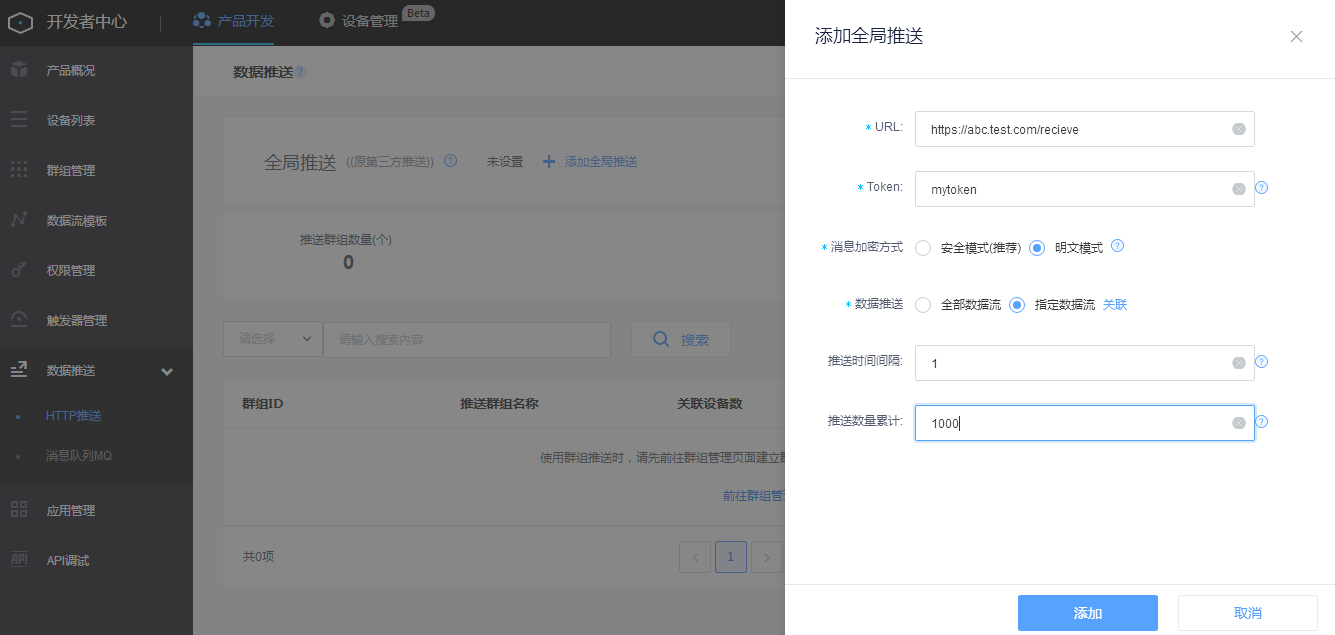 开发者中心
产品开发
设备管理
Beta
产品概况
设备列表
群组管理
数据流模板
权限管理
触发器管理
数据推送
HTTP推送
消息队列MQ
应用管理
API调试
数据推送
全局推送 ((原第三方推送)) 未设置 添加全局推送
推送群组数量(个)
0
请选择 请输入搜索内容 搜索
群组ID 推送群组名称 关联设备数
使用群组推送时，请先前往群组管理页面建立群
前往群组管
共0项 1
添加全局推送
* URL: https://abc.test.com/recieve
* Token: mytoken
* 消息加密方式 安全模式(推荐) 明文模式
* 数据推送 全部数据流 指定数据流 关联
推送时间间隔: 1
推送数量累计: 1000
添加 取消